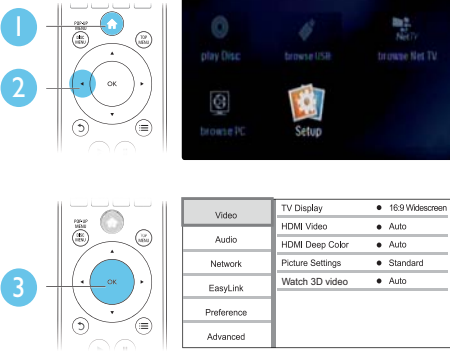 1
POP-UP MENU
DISC MENU
TOP MENU
2
OK
play Disc
browse USB
Net TV
browse Net TV
browse PC
Setup
POP-UP MENU
DISC MENU
TOP MENU
3
OK
Video
Audio
Network
EasyLink
Preference
Advanced
TV Display ● 16:9 Widescreen
HDMI Video ● Auto
HDMI Deep Color ● Auto
Picture Settings ● Standard
Watch 3D video ● Auto